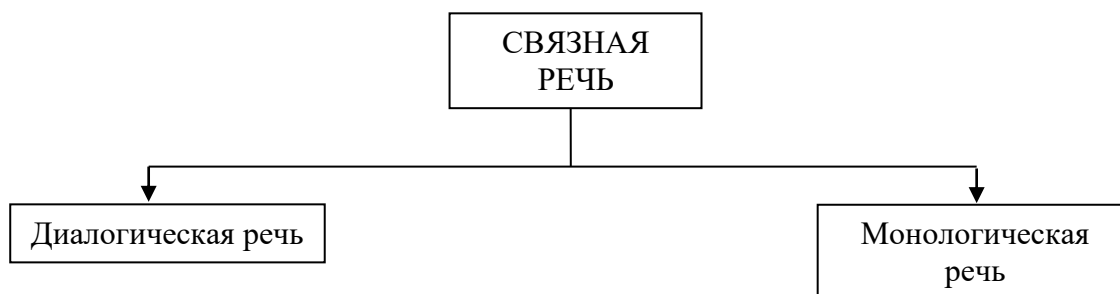 СВЯЗНАЯ
РЕЧЬ
Диалогическая речь
Монологическая
речь